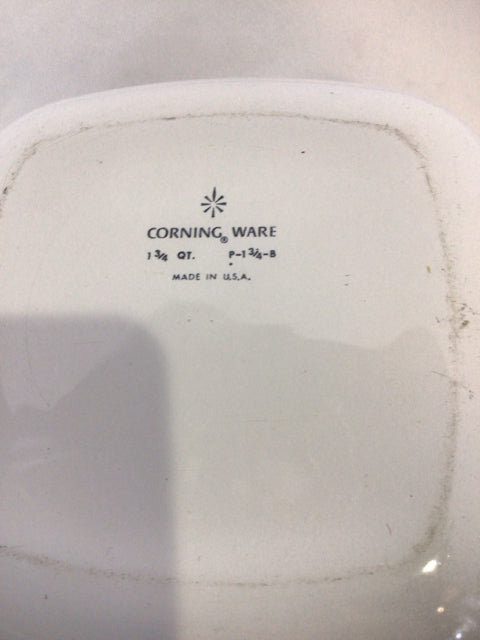 CORNING® WARE
1 3/4 QT. P-1 3/4-B
MADE IN U.S.A.